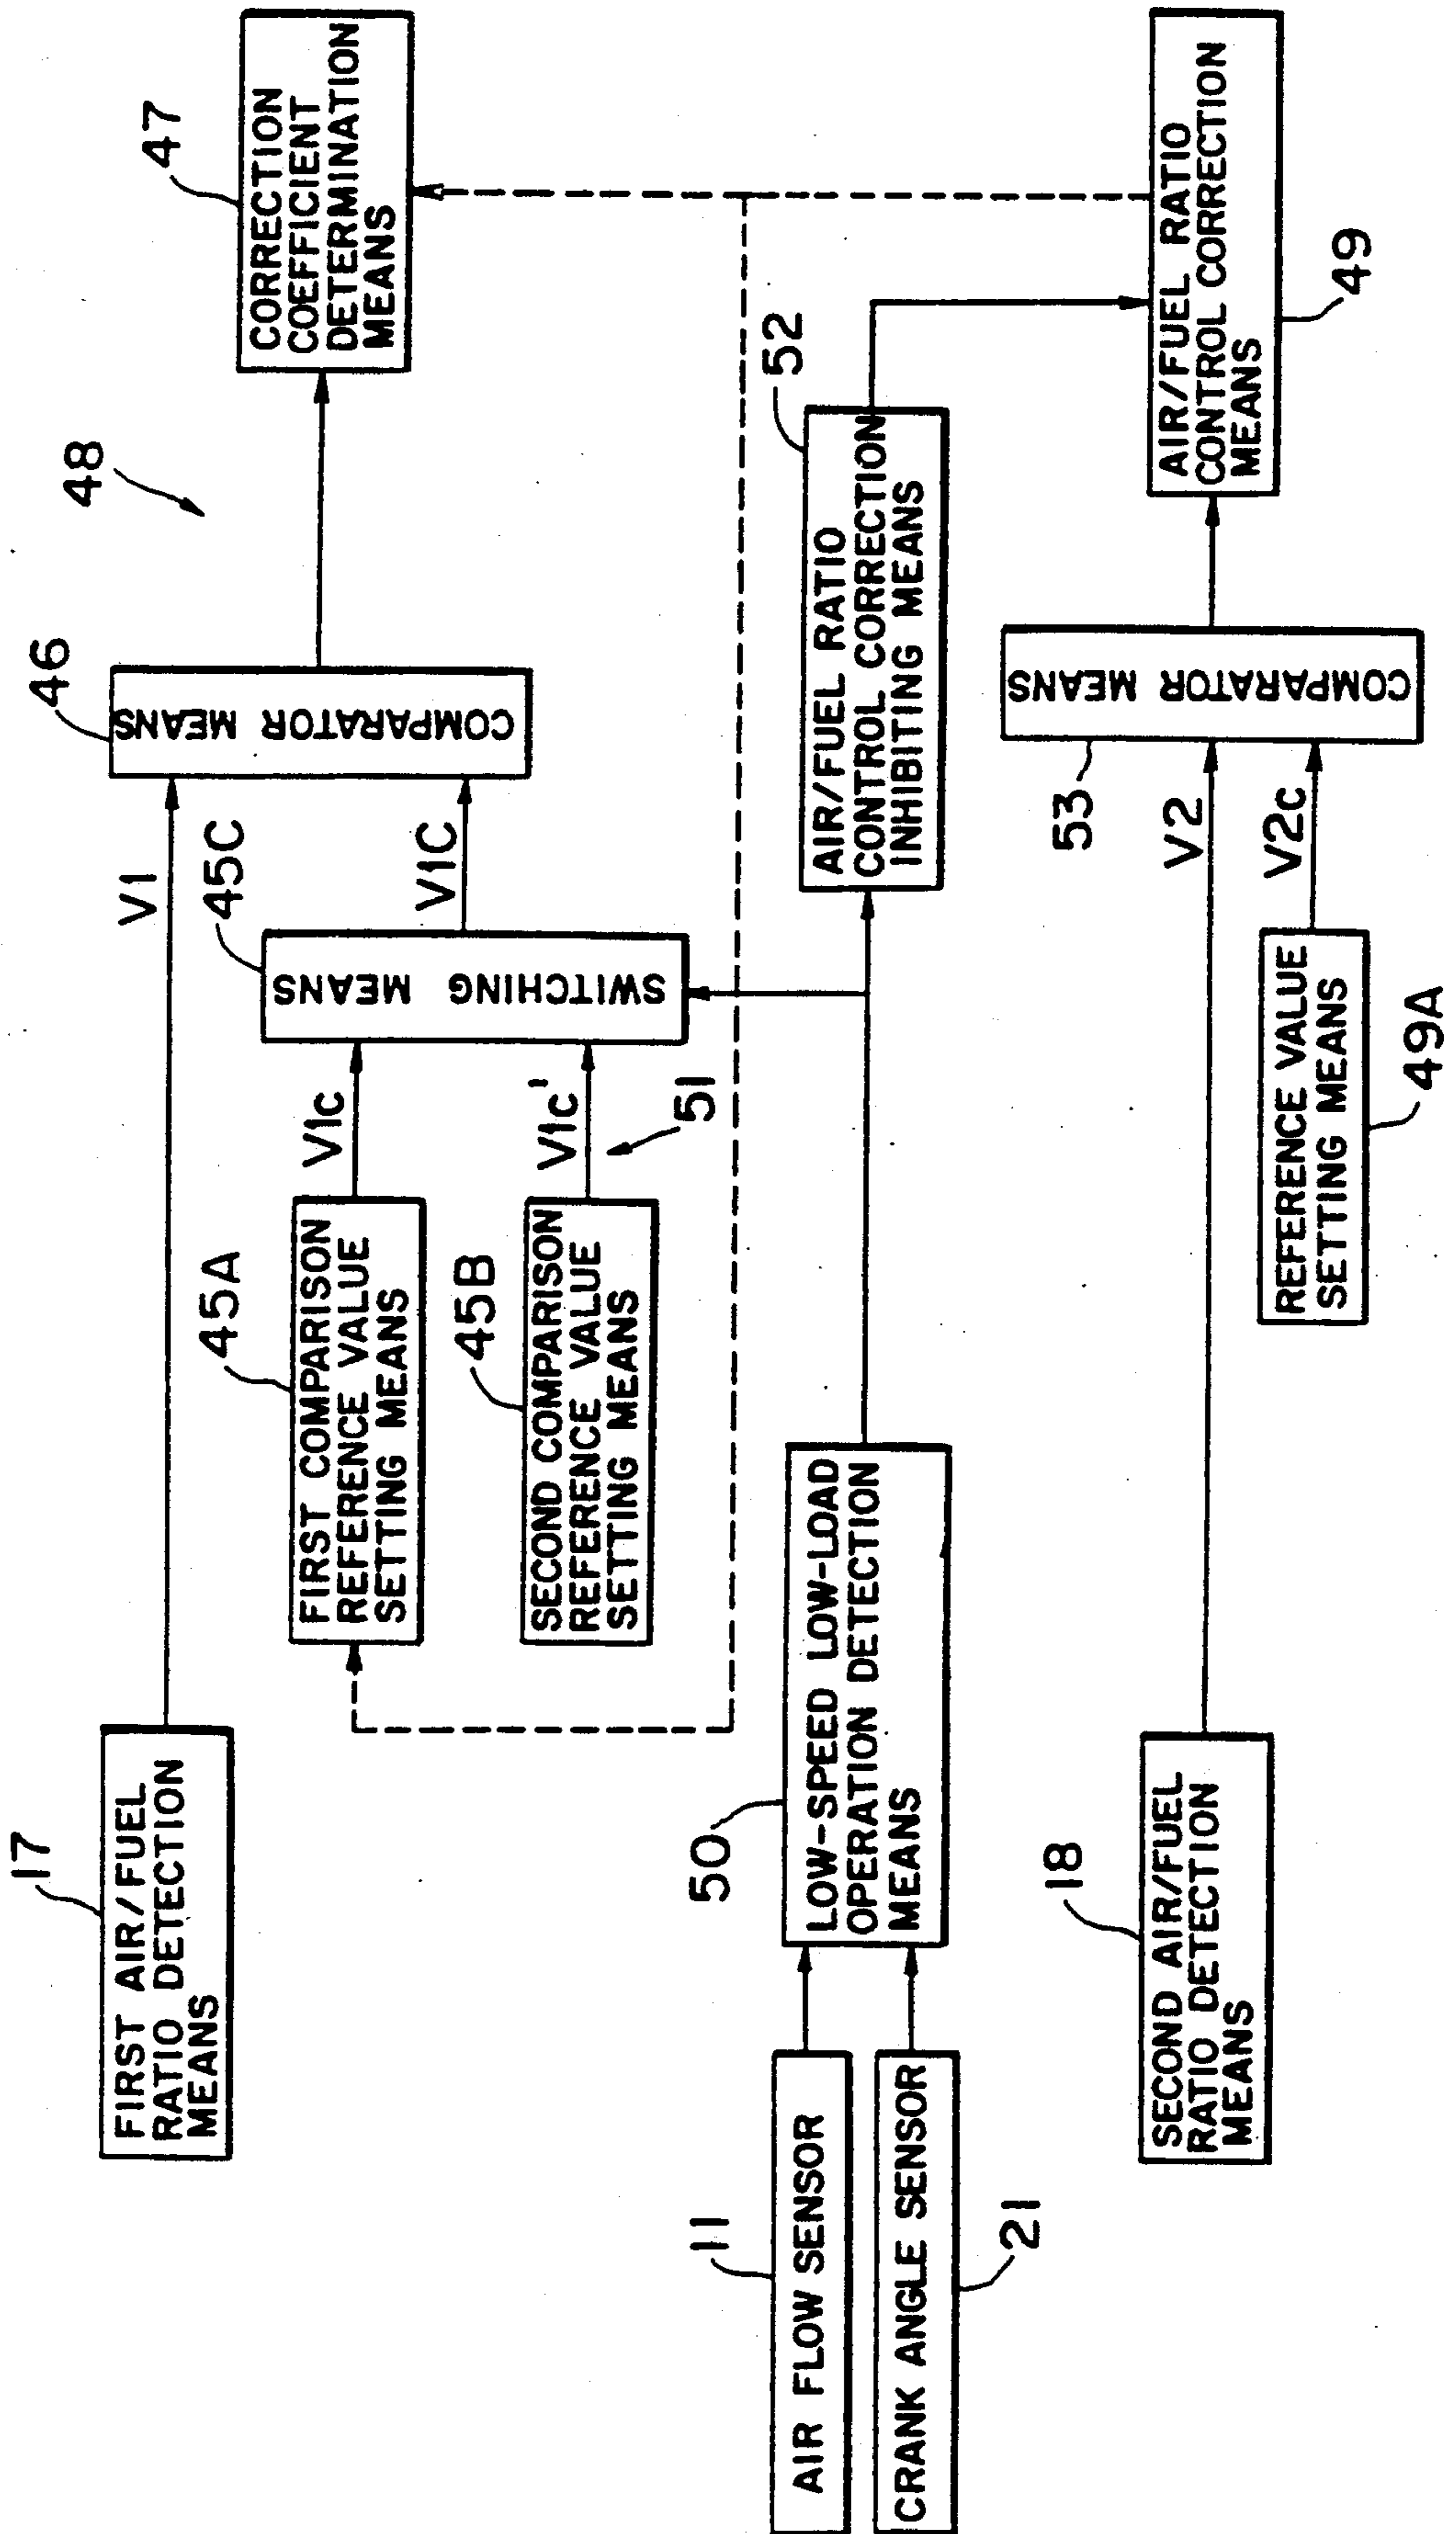 17
FIRST AIR/FUEL
RATIO DETECTION
MEANS
V1
46
COMPARATOR MEANS
48
47
CORRECTION
COEFFICIENT
DETERMINATION
MEANS
45A
FIRST COMPARISON
REFERENCE VALUE
SETTING MEANS
V1c
45C
SWITCHING MEANS
V1C
45B
SECOND COMPARISON
REFERENCE VALUE
SETTING MEANS
V1c'
51
11
AIR FLOW SENSOR
CRANK ANGLE SENSOR
21
50
LOW-SPEED LOW-LOAD
OPERATION DETECTION
MEANS
52
AIR/FUEL RATIO
CONTROL CORRECTION
INHIBITING MEANS
18
SECOND AIR/FUEL
RATIO DETECTION
MEANS
V2
53
COMPARATOR MEANS
V2c
REFERENCE VALUE
SETTING MEANS
49A
AIR/FUEL RATIO
CONTROL CORRECTION
MEANS
49